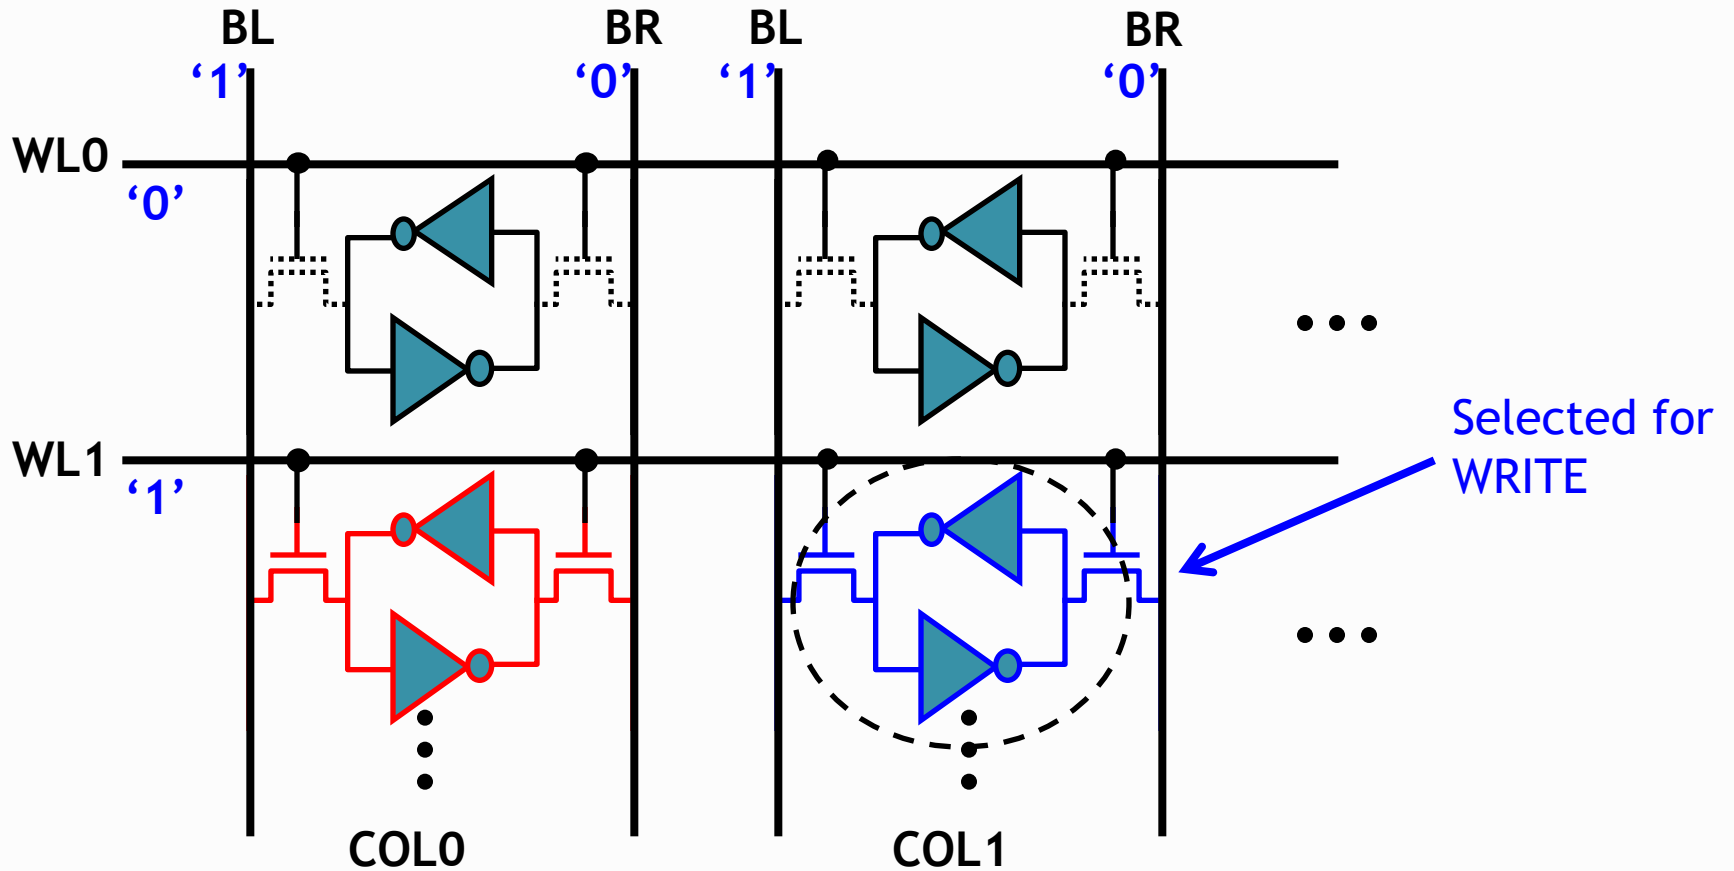 BL BR BL BR
‘1’ ‘0’ ‘1’ ‘0’
WL0
‘0’
Selected for
WRITE
WL1
‘1’
COL0 COL1